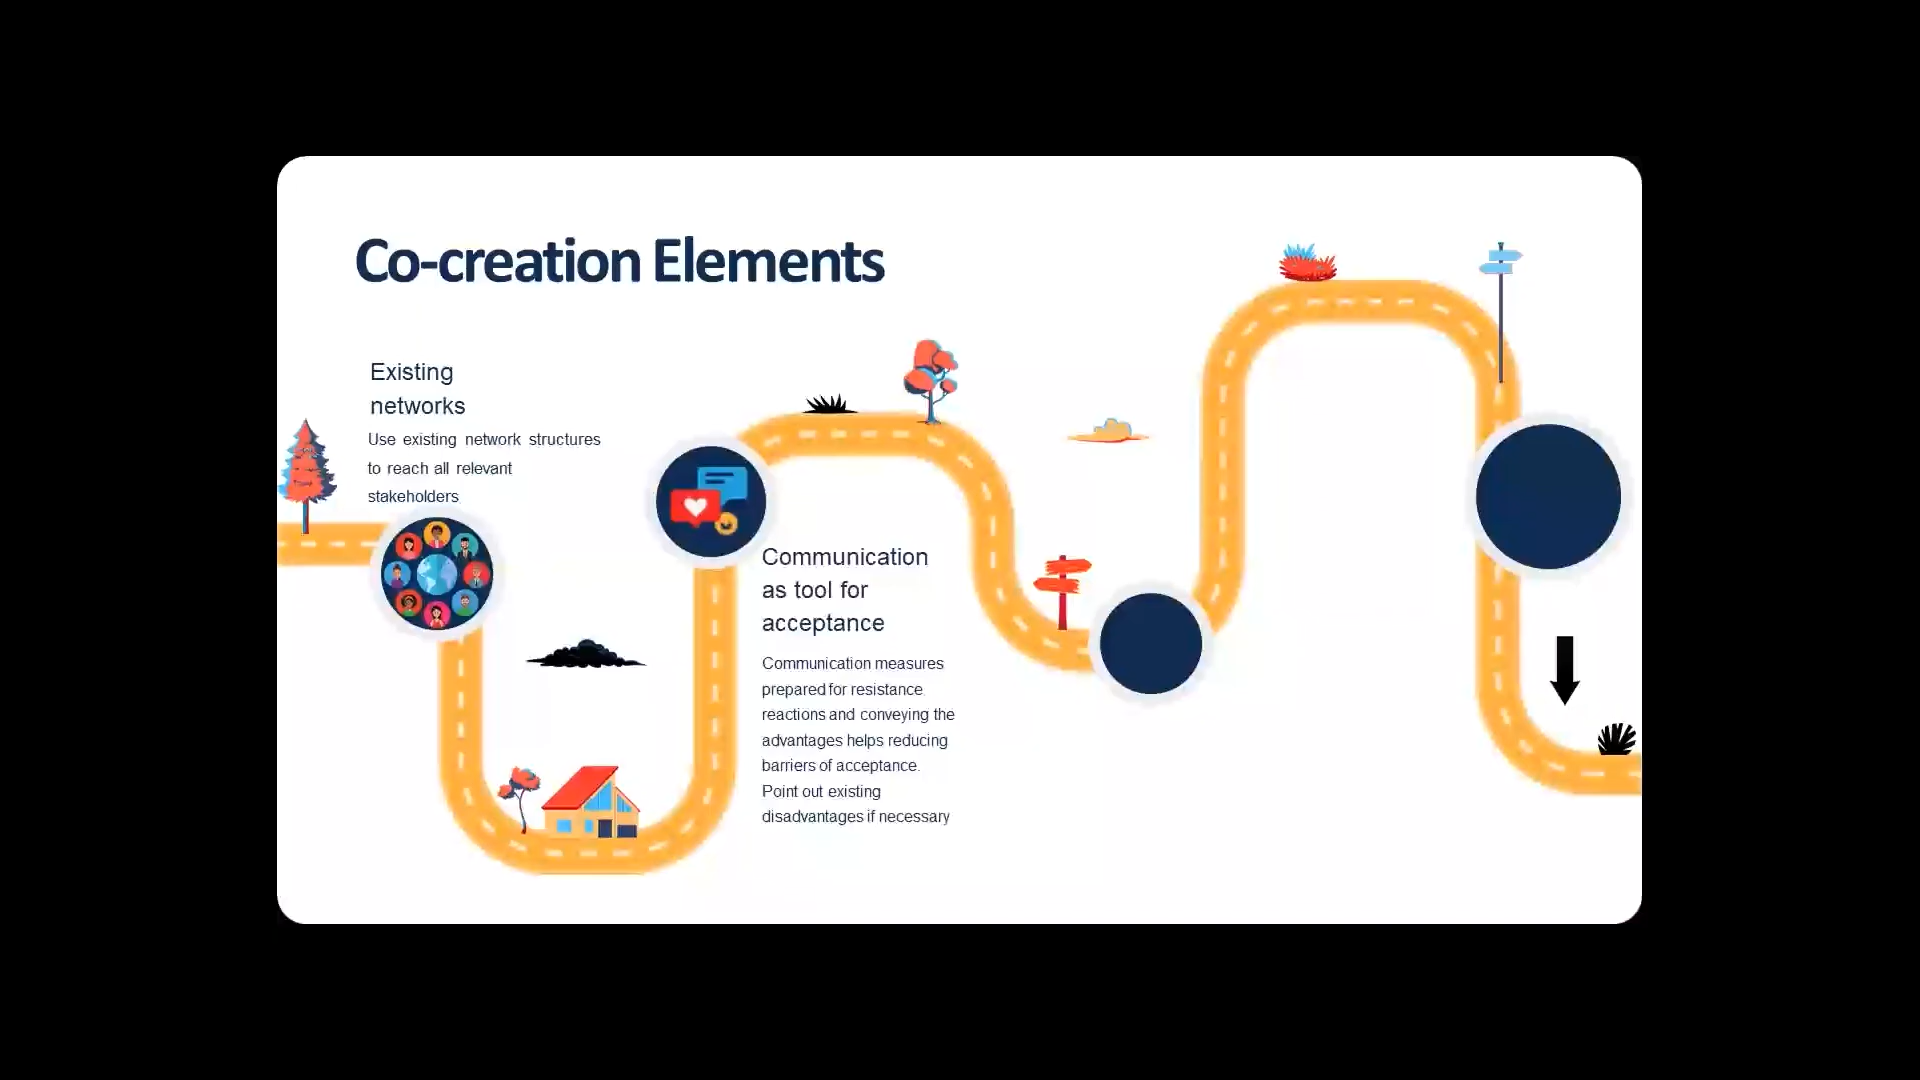 Co-creation Elements
Existing
networks
Use existing network structures
to reach all relevant
stakeholders
Communication
as tool for
acceptance
Communication measures
prepared for resistance
reactions and conveying the
advantages helps reducing
barriers of acceptance.
Point out existing
disadvantages if necessary